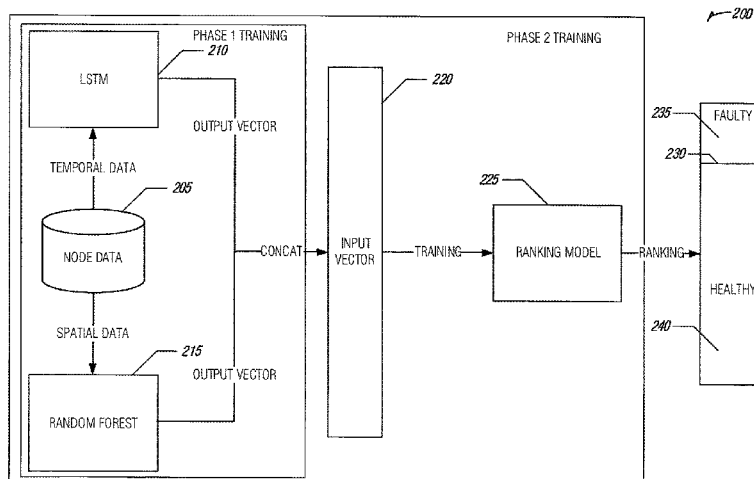 200
PHASE 1 TRAINING
PHASE 2 TRAINING
210
LSTM
220
OUTPUT VECTOR
235
FAULTY
230
TEMPORAL DATA
205
225
NODE DATA
CONCAT
INPUT
VECTOR
TRAINING
RANKING MODEL
RANKING
HEALTHY
SPATIAL DATA
240
215
OUTPUT VECTOR
RANDOM FOREST